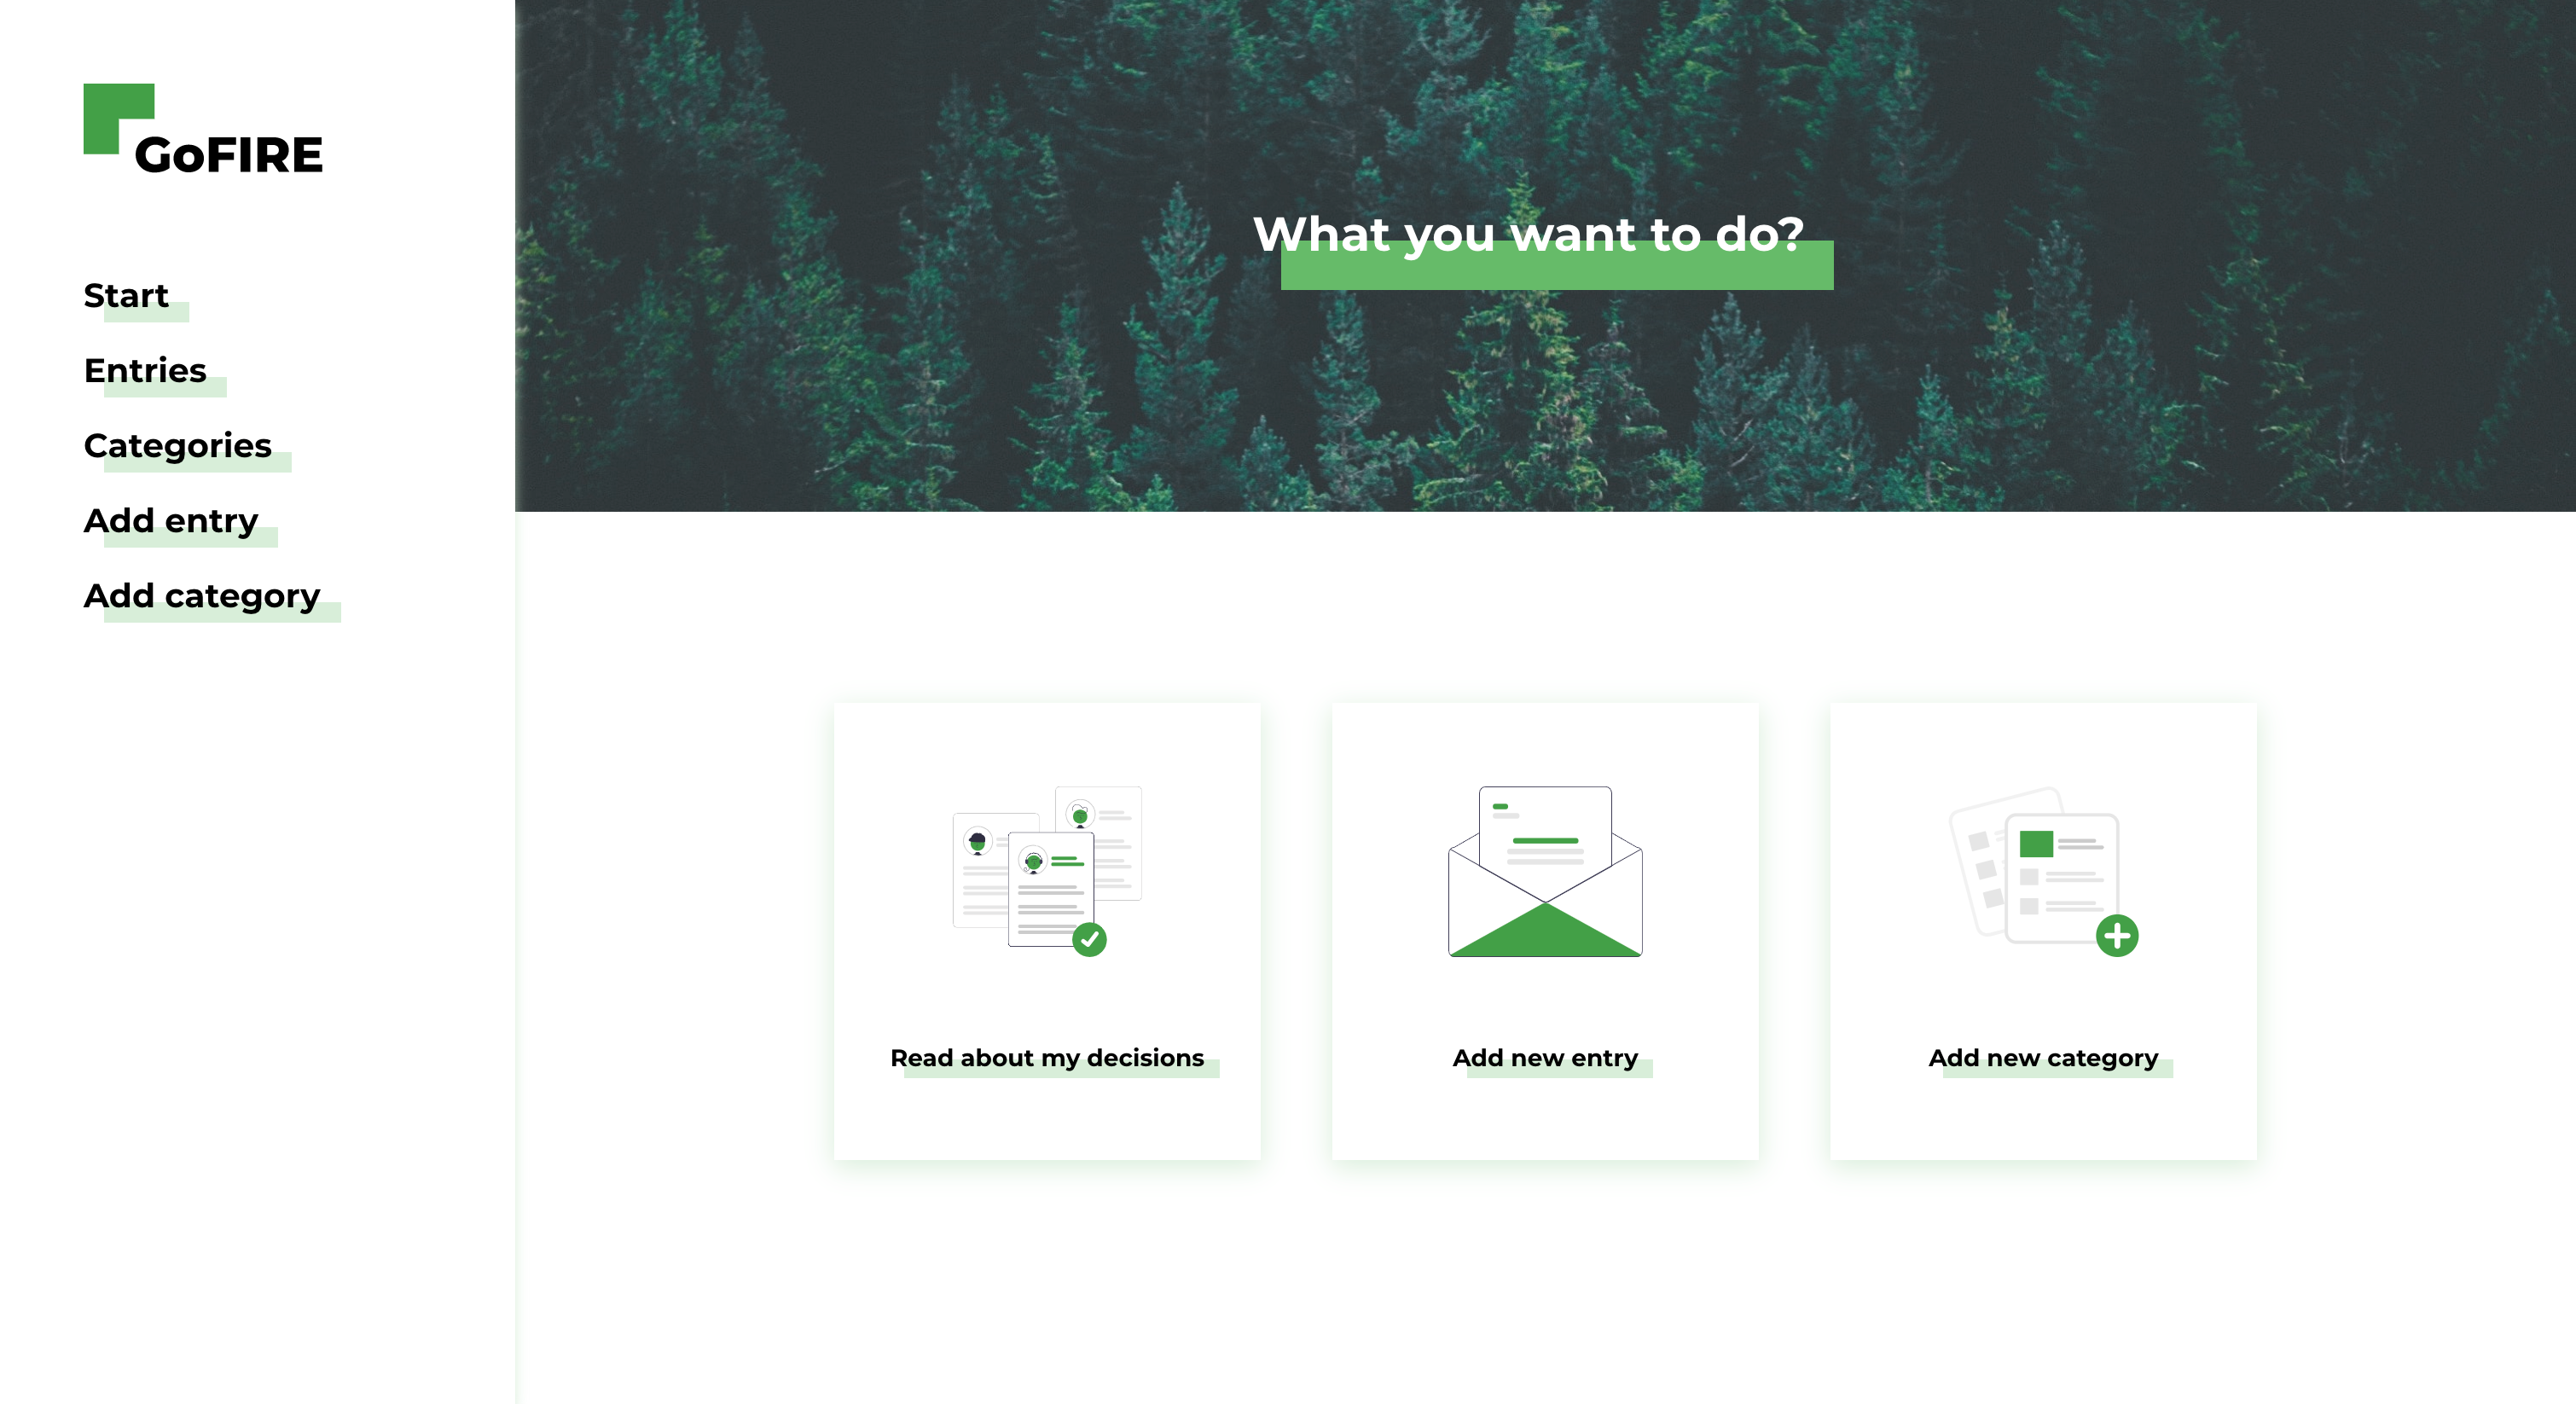 GoFIRE
Start
Entries
Categories
Add entry
Add category
What you want to do?
Read about my decisions
Add new entry
Add new category